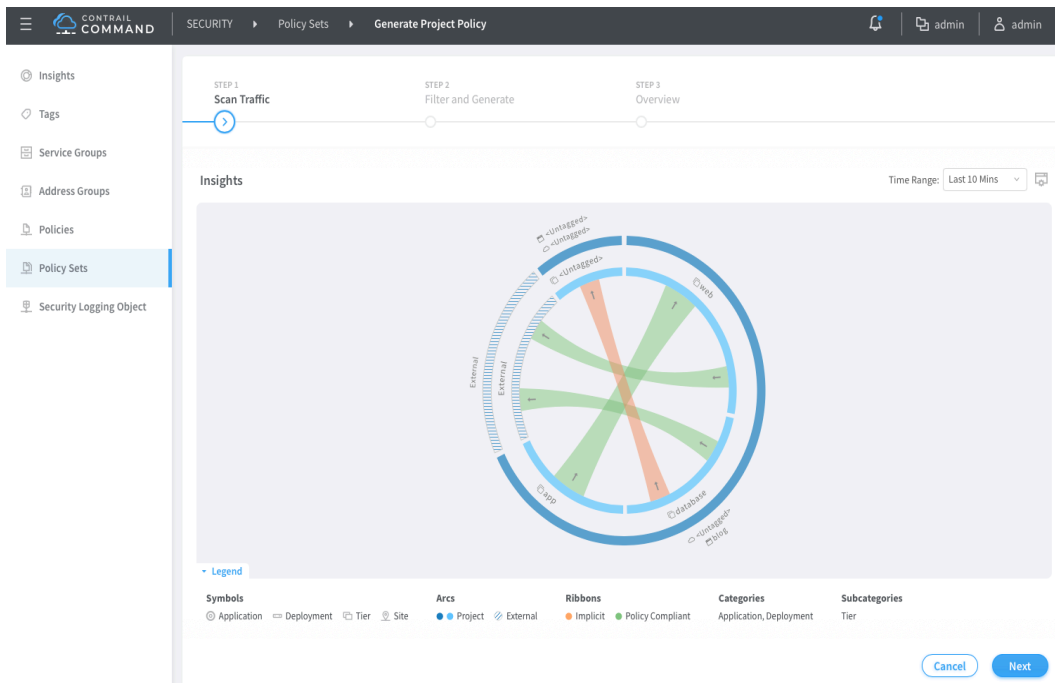 CONTRAIL
COMMAND
SECURITY
Policy Sets
Generate Project Policy
admin
admin
Insights
Tags
Service Groups
Address Groups
Policies
Policy Sets
Security Logging Object
STEP 1
Scan Traffic
STEP 2
Filter and Generate
STEP 3
Overview
Insights
Time Range: Last 10 Mins
<Untagged>
<Untagged>
<Untagged>
web
External
External
app
database
<Untagged>
blog
Legend
Symbols
Application Deployment Tier Site
Arcs
Project External
Ribbons
Implicit Policy Compliant
Categories
Application, Deployment
Subcategories
Tier
Cancel
Next